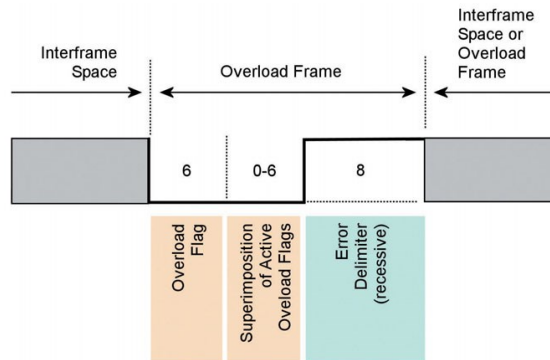 Interframe
Space
Overload Frame
Interframe
Space or
Overload
Frame
6
0-6
8
Overload
Flag
Superimposition
of Active
Oveload Flags
Error
Delimiter
(recessive)